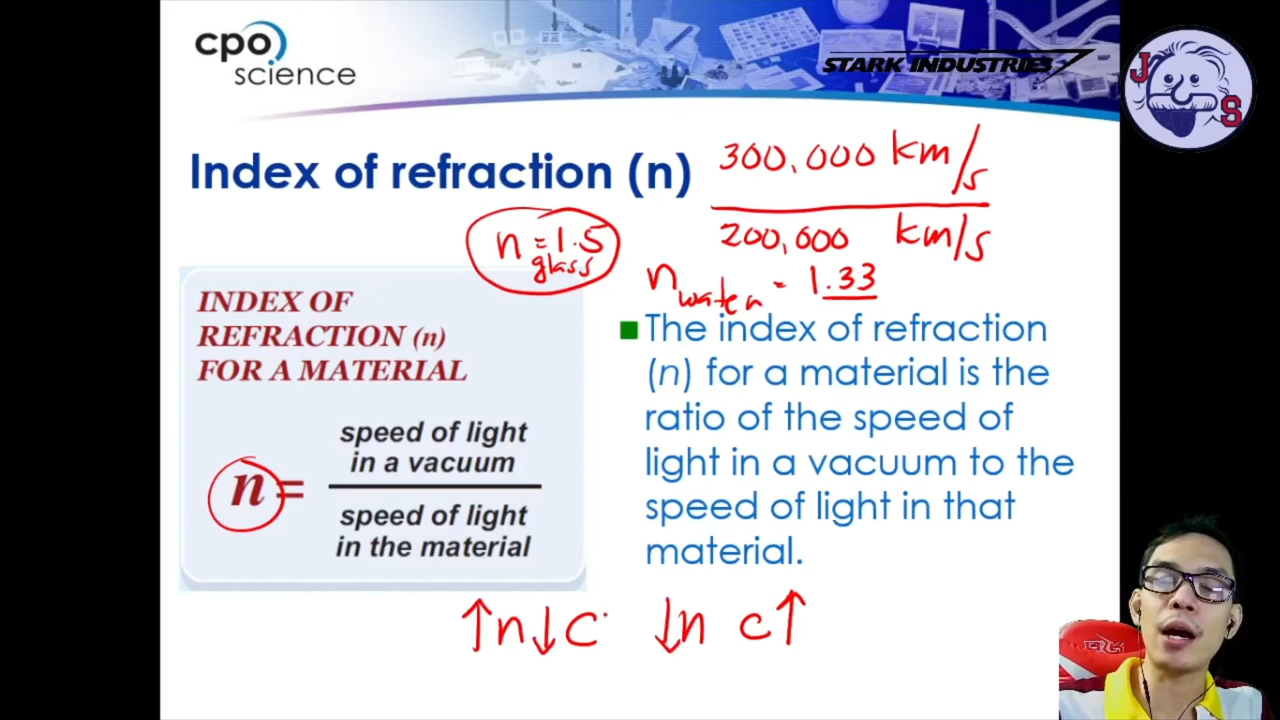 cpo
science
STARK INDUSTRIES
J
S
Index of refraction (n)
300,000 km/s
200,000 km/s
n = 1.5
glass
n water = 1.33
INDEX OF
REFRACTION (n)
FOR A MATERIAL
n =
speed of light
in a vacuum
speed of light
in the material
The index of refraction
(n) for a material is the
ratio of the speed of
light in a vacuum to the
speed of light in that
material.
↑n↓c ↓n c↑